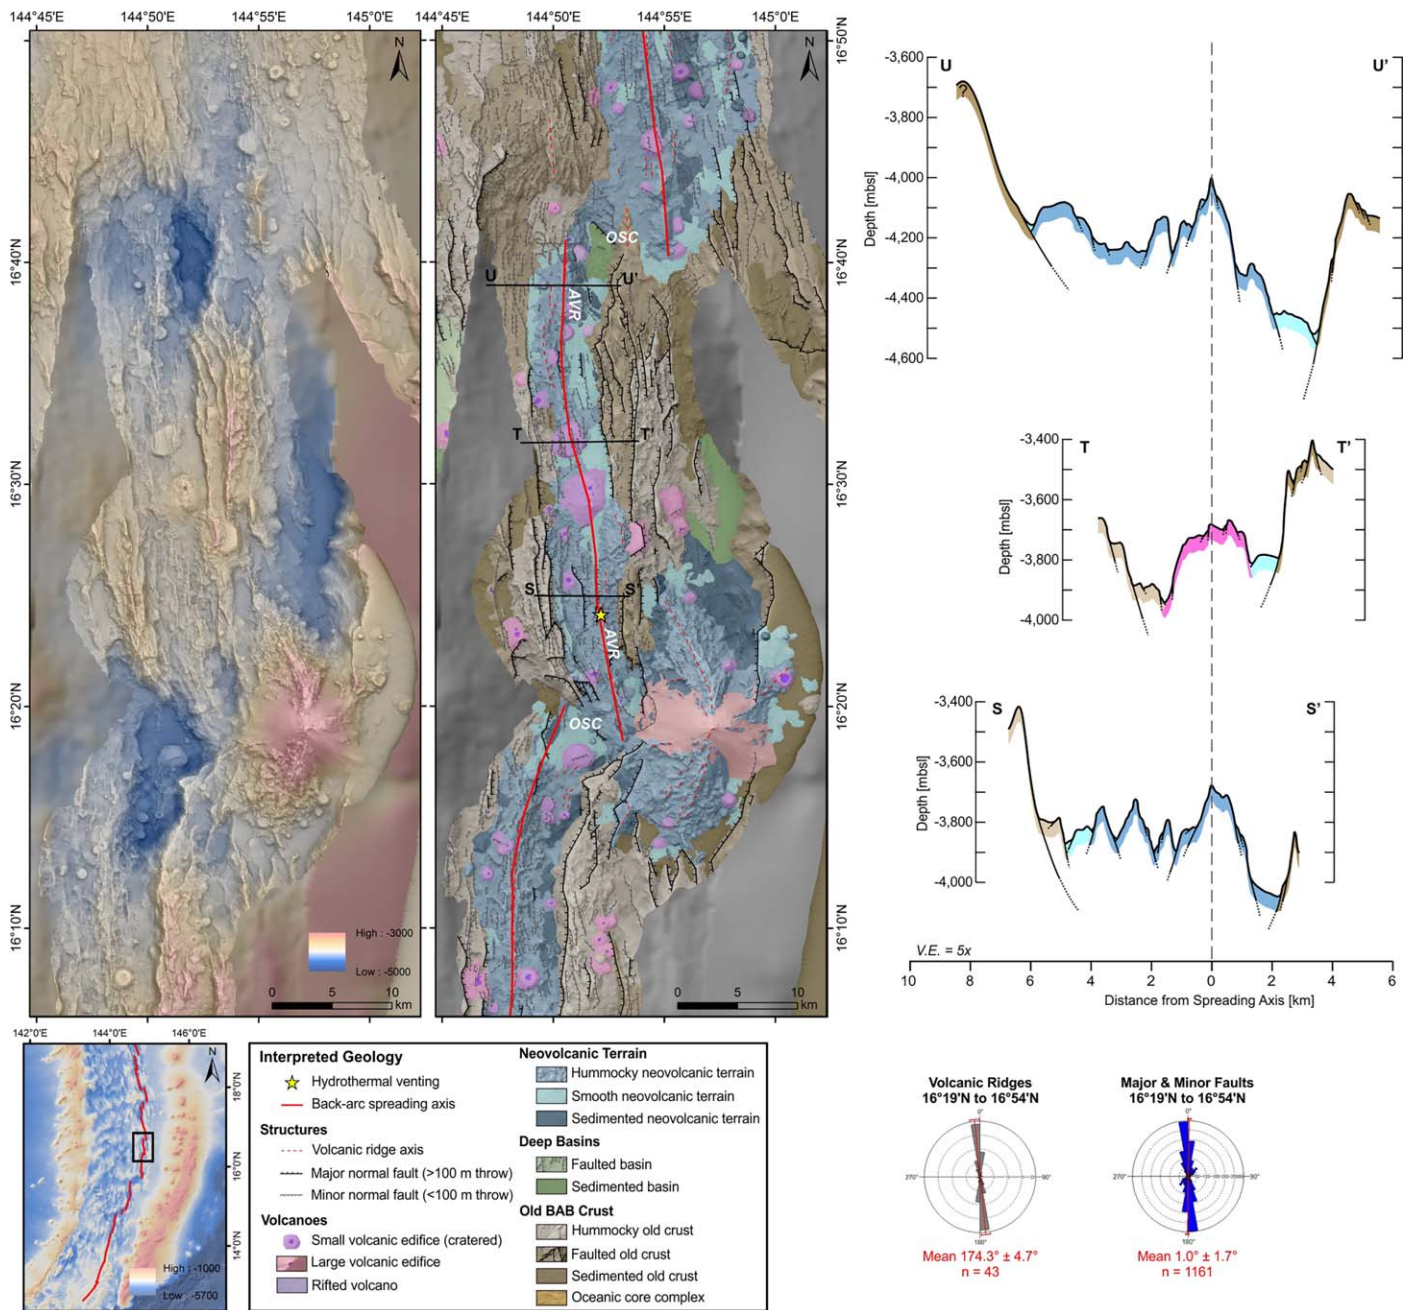 144°45'E 144°50'E 144°55'E 145°0'E
144°45'E 144°50'E 144°55'E 145°0'E
16°50'N
16°40'N
16°30'N
16°20'N
16°10'N
16°40'N
16°30'N
16°20'N
16°10'N
N
High : -3000
Low : -5000
0 5 10
km
N
OSC
U U'
AVR
T T'
S S'
AVR
OSC
0 5 10
km
U U'
Depth [mbsl]
-3,600
-3,800
-4,000
-4,200
-4,400
-4,600
?
T T'
Depth [mbsl]
-3,400
-3,600
-3,800
-4,000
S S'
Depth [mbsl]
-3,400
-3,600
-3,800
-4,000
V.E. = 5x
10 8 6 4 2 0 2 4 6
Distance from Spreading Axis [km]
142°0'E 144°0'E 146°0'E
18°0'N
16°0'N
14°0'N
N
High : -1000
Low : -5700
Interpreted Geology
Hydrothermal venting
Back-arc spreading axis
Structures
Volcanic ridge axis
Major normal fault (>100 m throw)
Minor normal fault (<100 m throw)
Volcanoes
Small volcanic edifice (cratered)
Large volcanic edifice
Rifted volcano
Neovolcanic Terrain
Hummocky neovolcanic terrain
Smooth neovolcanic terrain
Sedimented neovolcanic terrain
Deep Basins
Faulted basin
Sedimented basin
Old BAB Crust
Hummocky old crust
Faulted old crust
Sedimented old crust
Oceanic core complex
Volcanic Ridges
16°19'N to 16°54'N
0°
270° 90°
180°
Mean 174.3° ± 4.7°
n = 43
Major & Minor Faults
16°19'N to 16°54'N
0°
270° 90°
180°
Mean 1.0° ± 1.7°
n = 1161